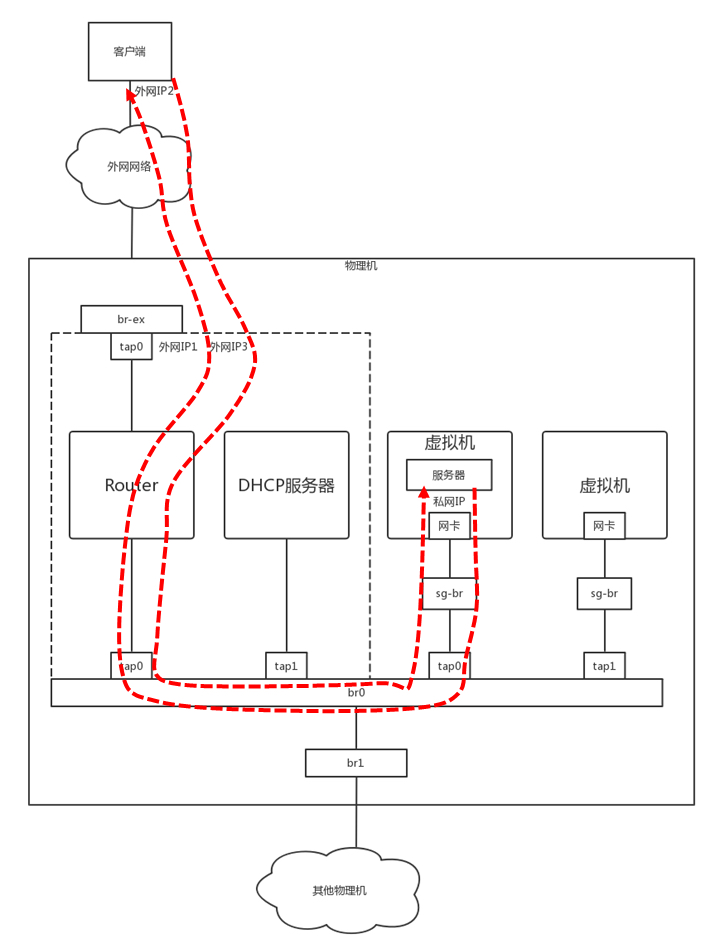 客户端
外网IP2
外网网络
物理机
br-ex
tap0
外网IP1
外网IP3
Router
DHCP服务器
虚拟机
服务器
私网IP
网卡
虚拟机
网卡
sg-br
sg-br
tap0
tap1
tap0
tap1
br0
br1
其他物理机